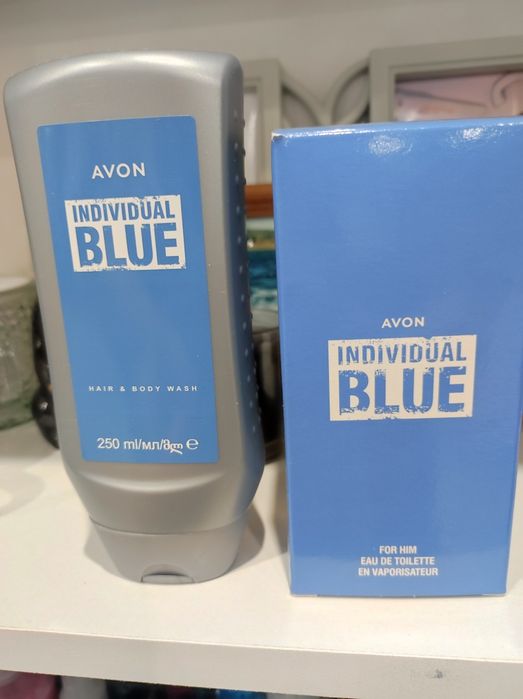 AVON
INDIVIDUAL
BLUE
HAIR & BODY WASH
250 ml/мл/მლ ℮
AVON
INDIVIDUAL
BLUE
FOR HIM
EAU DE TOILETTE
EN VAPORISATEUR